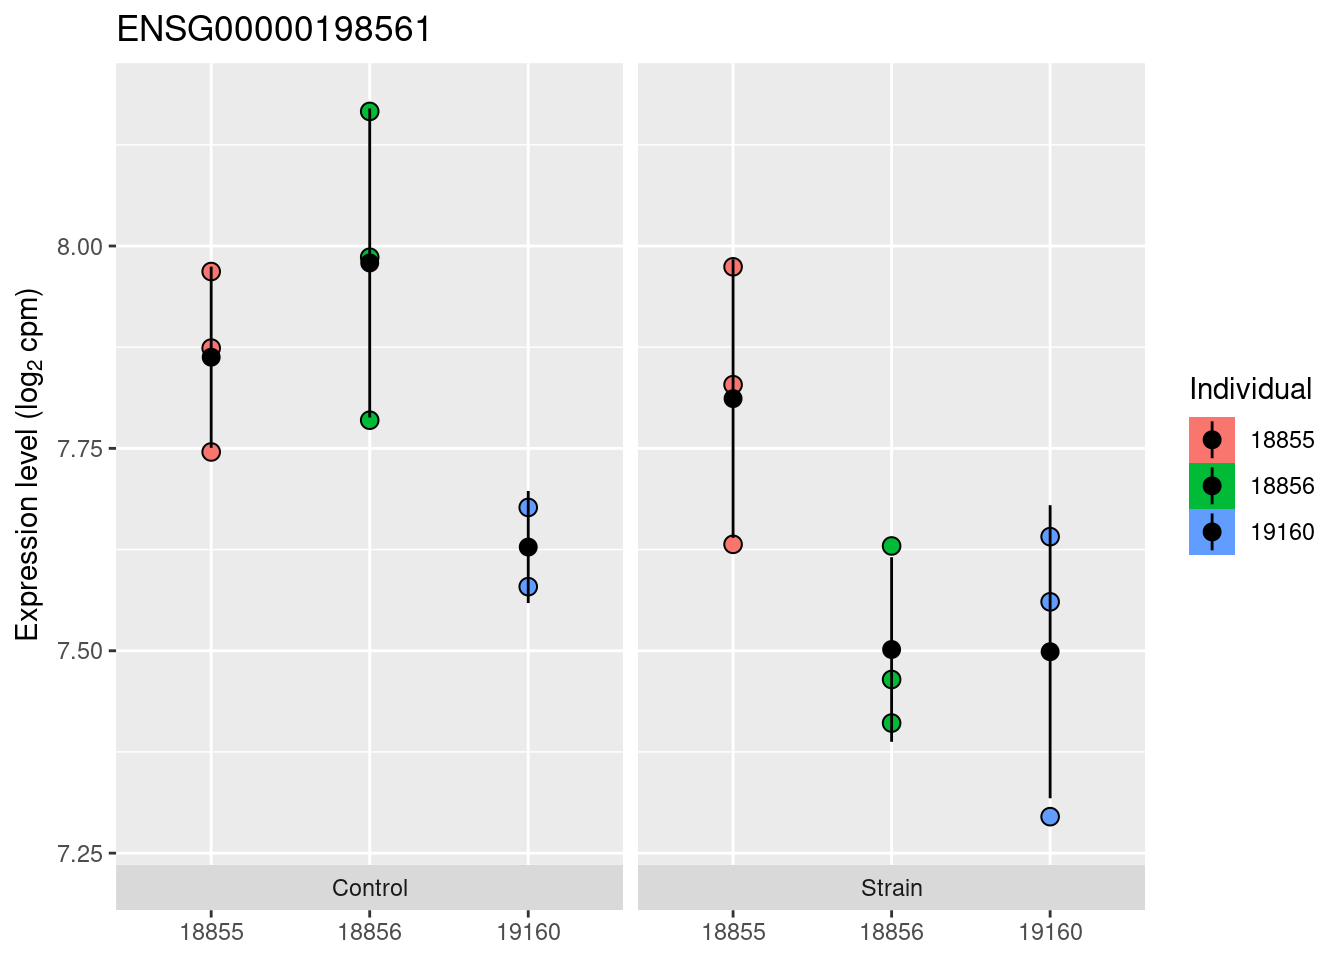 ENSG00000198561
Expression level (log2 cpm)
8.00
7.75
7.50
7.25
Control
Strain
18855
18856
19160
18855
18856
19160
Individual
18855
18856
19160